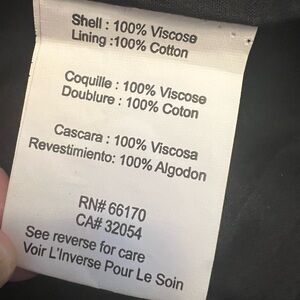 Shell : 100% Viscose
Lining :100% Cotton
Coquille : 100% Viscose
Doublure : 100% Coton
Cascara : 100% Viscosa
Revestimiento: 100% Algodon
RN# 66170
CA# 32054
See reverse for care
Voir L'Inverse Pour Le Soin